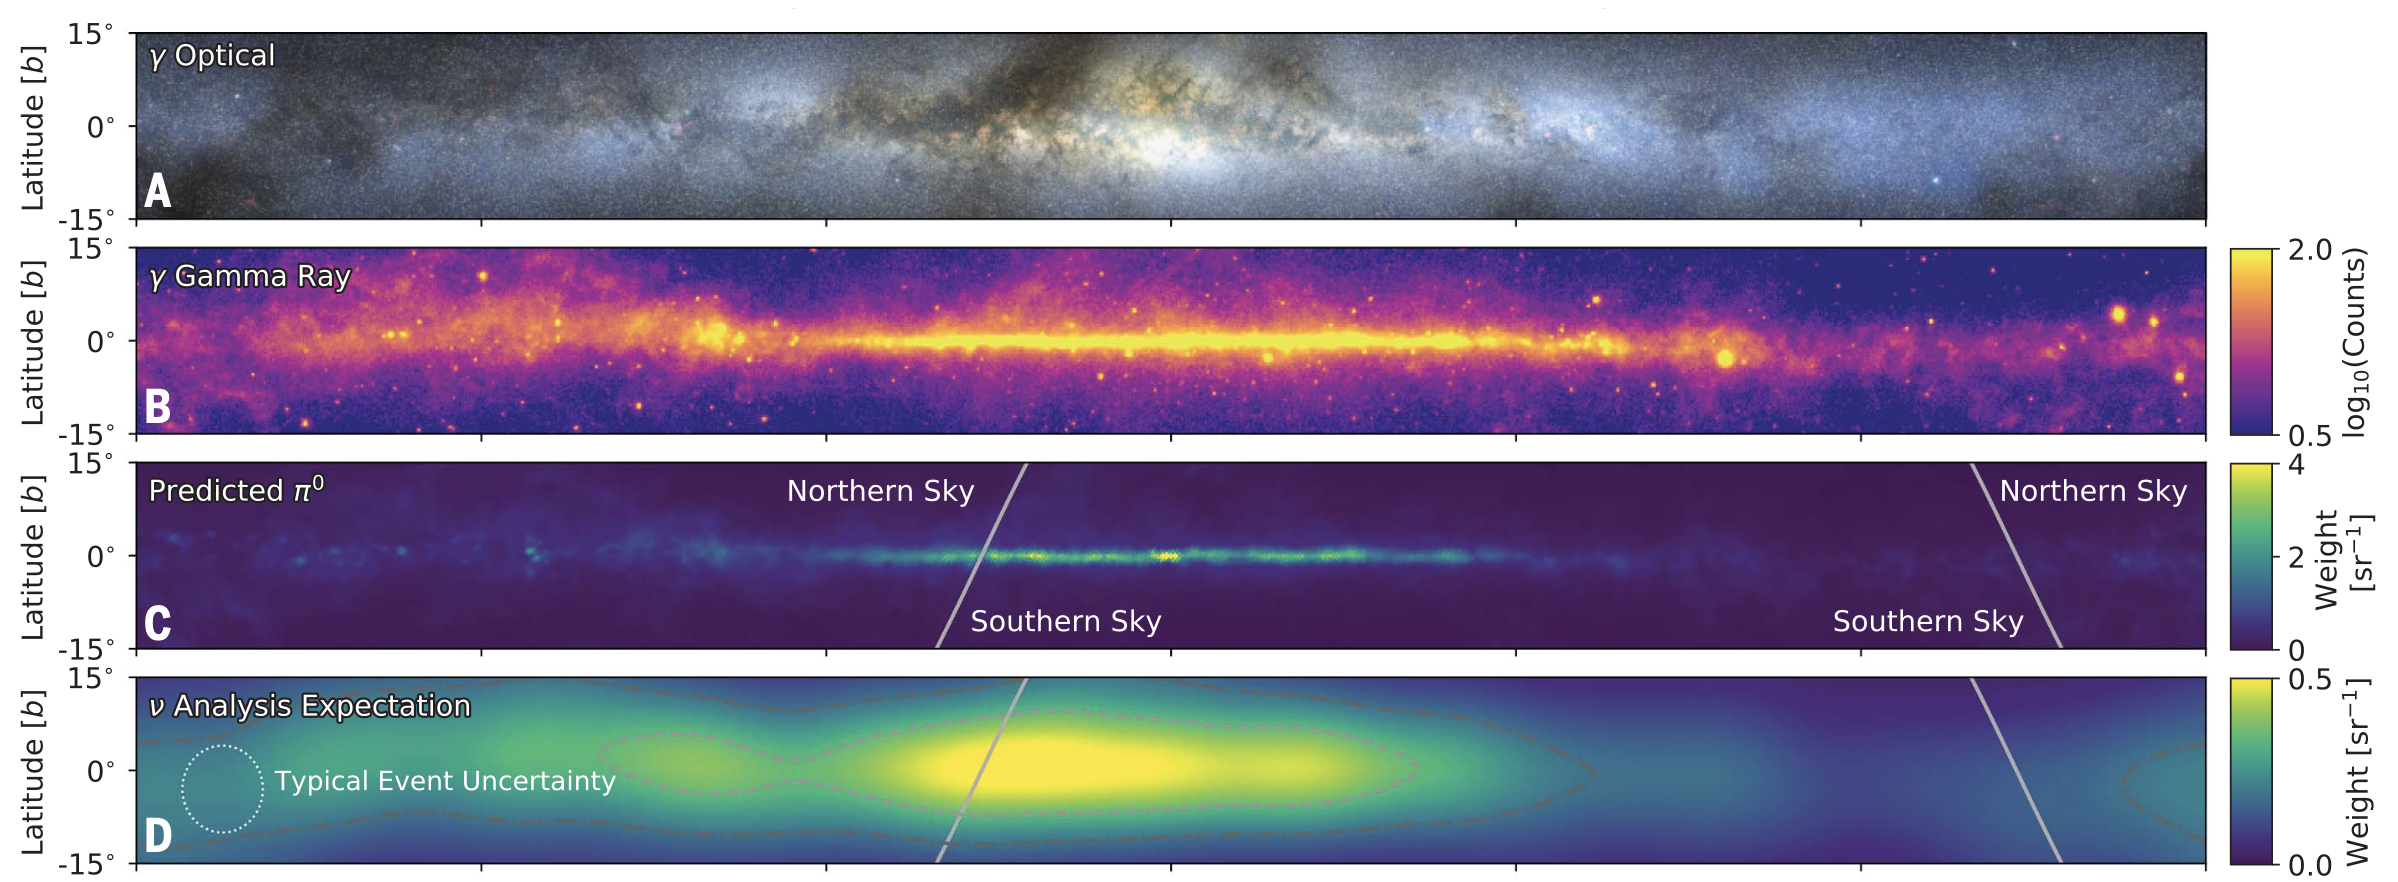 15°
γ Optical
Latitude [b]
0°
A
-15°
15°
γ Gamma Ray
Latitude [b]
0°
B
-15°
2.0
log₁₀(Counts)
0.5
15°
Predicted π⁰
Northern Sky
Northern Sky
Latitude [b]
0°
C
Southern Sky
Southern Sky
-15°
4
2
0
Weight
[sr⁻¹]
15°
ν Analysis Expectation
Latitude [b]
0°
Typical Event Uncertainty
D
-15°
0.5
Weight [sr⁻¹]
0.0